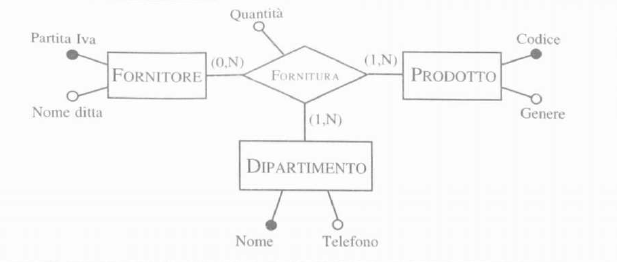 Quantità
Partita Iva
Codice
(0,N)
(1,N)
FORNITORE
FORNITURA
PRODOTTO
Nome ditta
Genere
(1,N)
DIPARTIMENTO
Nome
Telefono